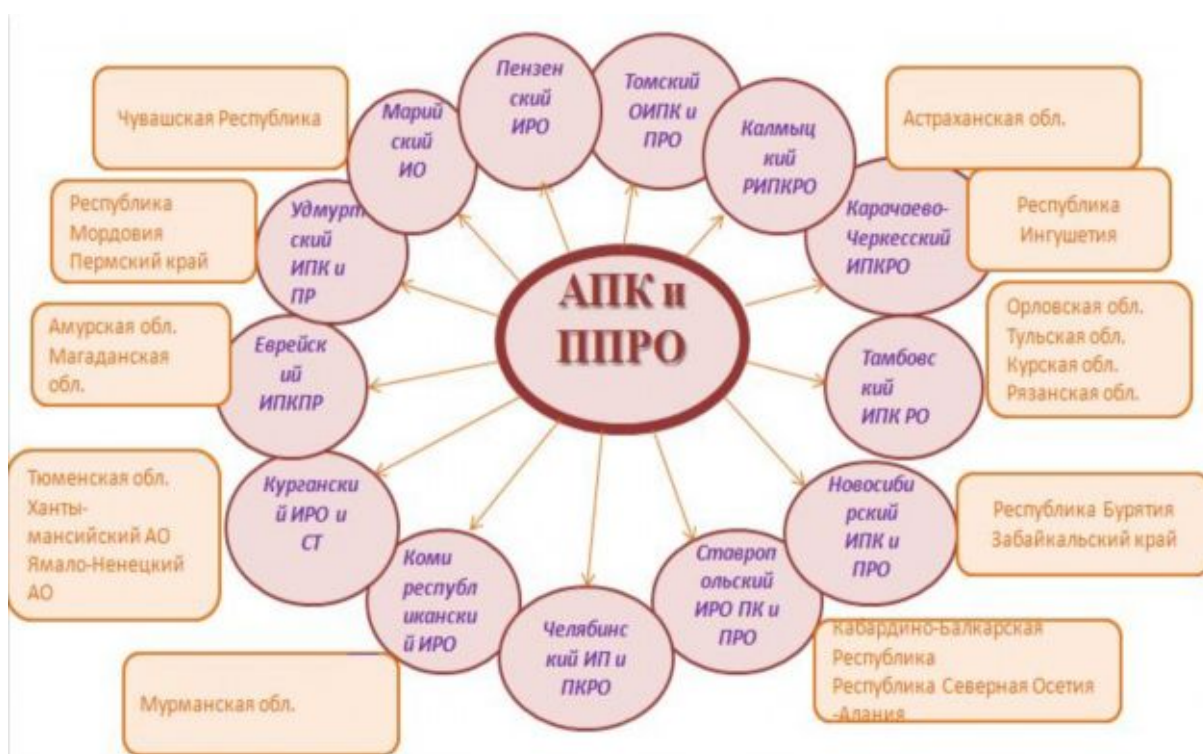 Пензен
ский
ИРО
Томский
ОИПК и
ПРО
Чувашская Республика
Марий
ский
ИО
Калмыц
кий
РИПКРО
Астраханская обл.
Республика
Мордовия
Пермский край
Удмурт
ский
ИПК и
ПР
Карачаево-
Черкесский
ИПКРО
Республика
Ингушетия
АПК и
ППРО
Амурская обл.
Магаданская
обл.
Еврейск
ий
ИПКПР
Тамбовс
кий
ИПК РО
Орловская обл.
Тульская обл.
Курская обл.
Рязанская обл.
Тюменская обл.
Ханты-
мансийский АО
Ямало-Ненецкий
АО
Кургански
й ИРО и
СТ
Новосиби
рский
ИПК и
ПРО
Республика Бурятия
Забайкальский край
Коми
республ
икански
й ИРО
Челябинс
кий ИП и
ПКРО
Ставроп
ольский
ИРО ПК и
ПРО
Мурманская обл.
Кабардино-Балкарская
Республика
Республика Северная Осетия
-Алания